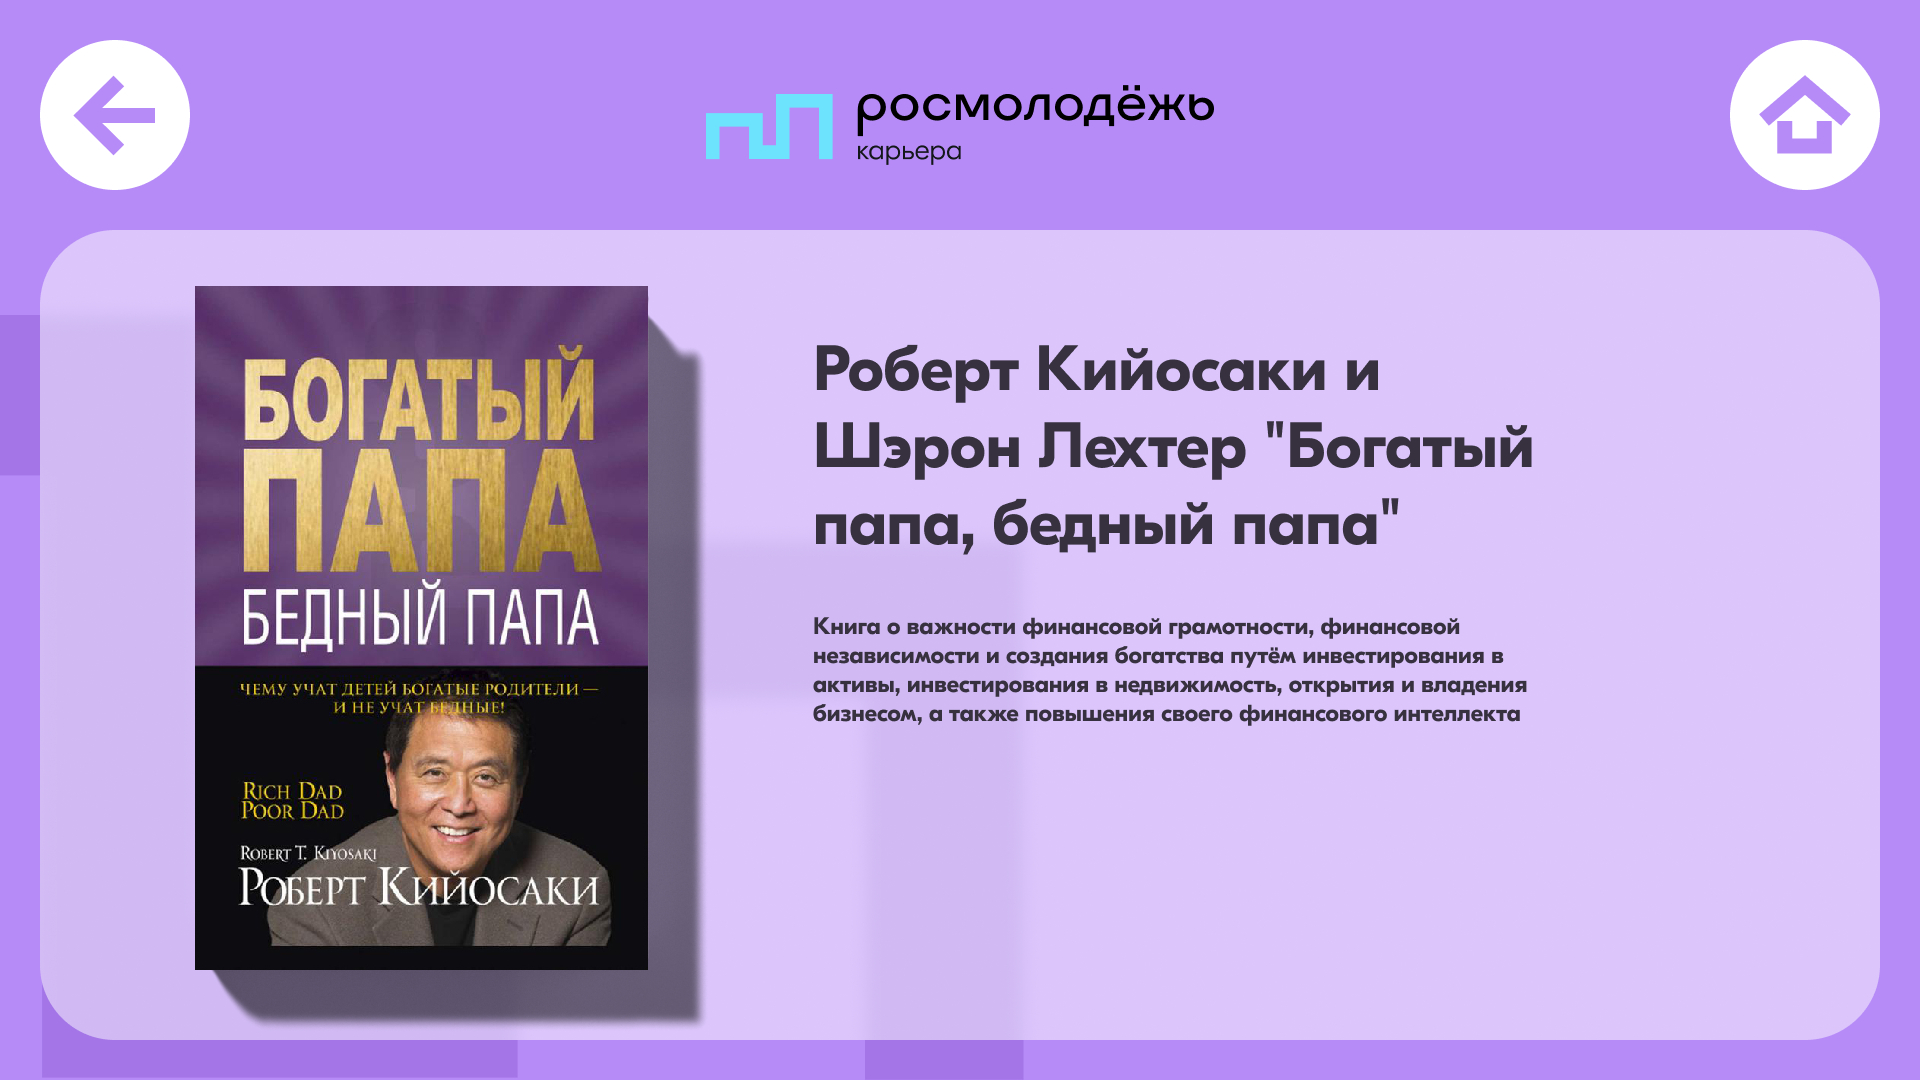 росмолодёжь
карьера
БОГАТЫЙ
ПАПА
БЕДНЫЙ ПАПА
ЧЕМУ УЧАТ ДЕТЕЙ БОГАТЫЕ РОДИТЕЛИ —
И НЕ УЧАТ БЕДНЫЕ!
RICH DAD
POOR DAD
ROBERT T. KIYOSAKI
РОБЕРТ КИЙОСАКИ
Роберт Кийосаки и
Шэрон Лехтер "Богатый
папа, бедный папа"
Книга о важности финансовой грамотности, финансовой
независимости и создания богатства путём инвестирования в
активы, инвестирования в недвижимость, открытия и владения
бизнесом, а также повышения своего финансового интеллекта